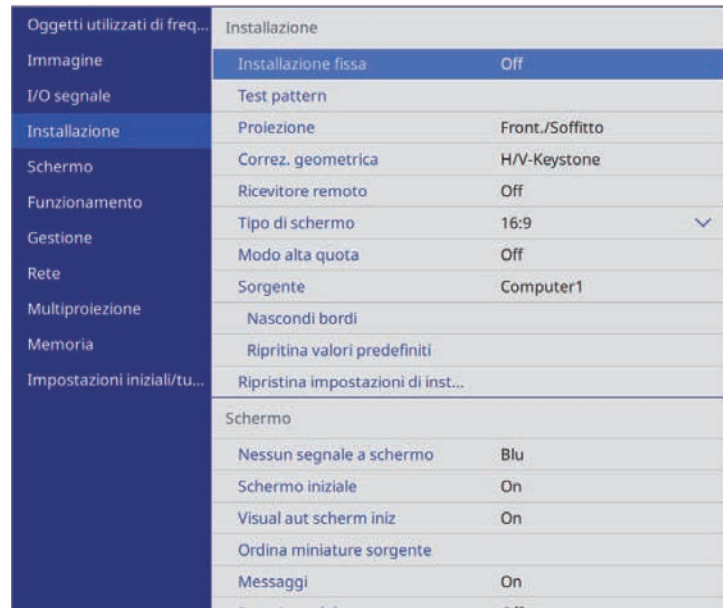 Oggetti utilizzati di freq...
Immagine
I/O segnale
Installazione
Schermo
Funzionamento
Gestione
Rete
Multiproiezione
Memoria
Impostazioni iniziali/tu...
Installazione
Installazione fissa Off
Test pattern
Proiezione Front./Soffitto
Correz. geometrica H/V-Keystone
Ricevitore remoto Off
Tipo di schermo 16:9
Modo alta quota Off
Sorgente Computer1
Nascondi bordi
Ripritina valori predefiniti
Ripristina impostazioni di inst...
Schermo
Nessun segnale a schermo Blu
Schermo iniziale On
Visual aut scherm iniz On
Ordina miniature sorgente
Messaggi On